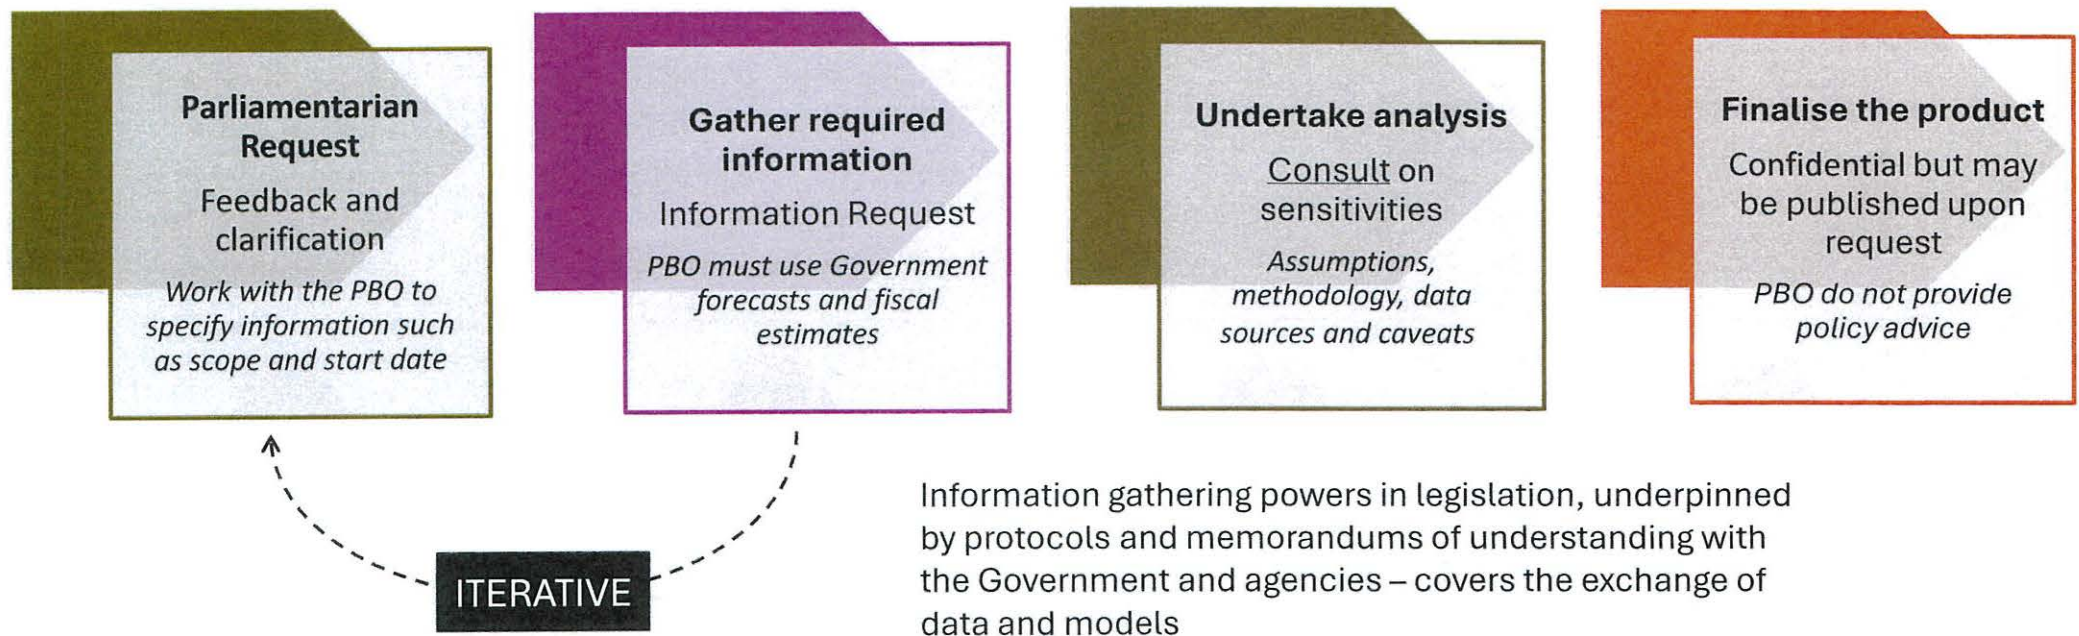 Parliamentarian
Request
Feedback and
clarification
Work with the PBO to
specify information such
as scope and start date
Gather required
information
Information Request
PBO must use Government
forecasts and fiscal
estimates
Undertake analysis
Consult on
sensitivities
Assumptions,
methodology, data
sources and caveats
Finalise the product
Confidential but may
be published upon
request
PBO do not provide
policy advice
ITERATIVE
Information gathering powers in legislation, underpinned
by protocols and memorandums of understanding with
the Government and agencies – covers the exchange of
data and models